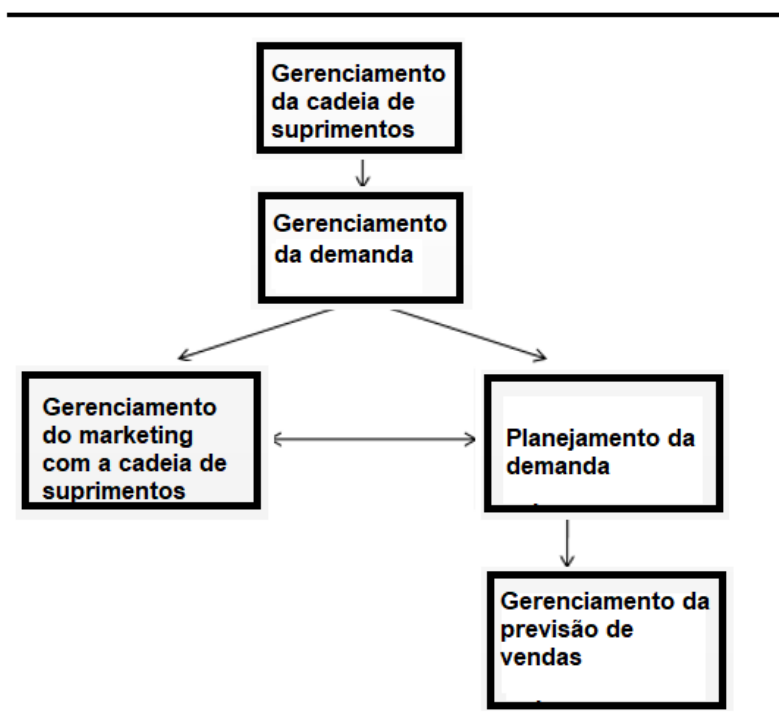 Gerenciamento
da cadeia de
suprimentos
Gerenciamento
da demanda
Gerenciamento
do marketing
com a cadeia de
suprimentos
Planejamento da
demanda
Gerenciamento da
previsão de
vendas